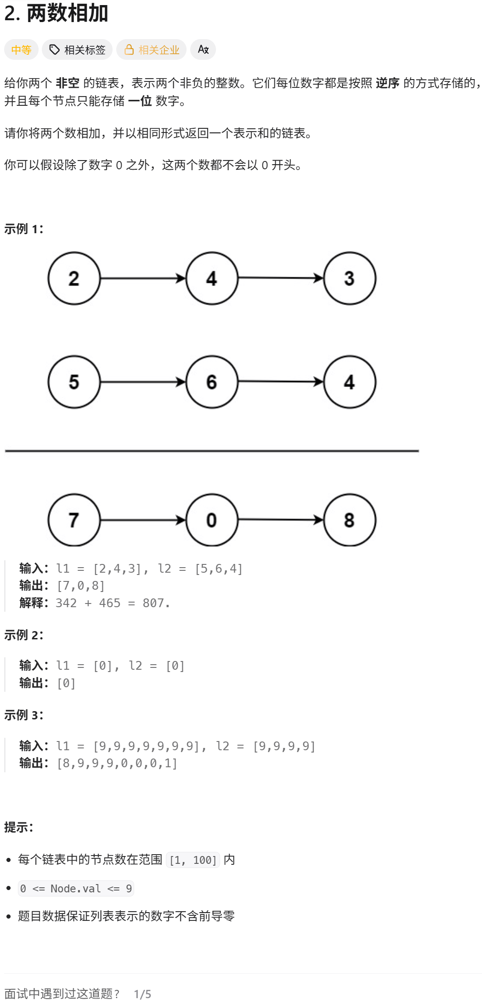 2. 两数相加
中等 相关标签 相关企业
给你两个 非空 的链表，表示两个非负的整数。它们每位数字都是按照 逆序 的方式存储的，
并且每个节点只能存储 一位 数字。
请你将两个数相加，并以相同形式返回一个表示和的链表。
你可以假设除了数字 0 之外，这两个数都不会以 0 开头。
示例 1：
2 4 3
5 6 4
7 0 8
输入：l1 = [2,4,3], l2 = [5,6,4]
输出：[7,0,8]
解释：342 + 465 = 807.
示例 2：
输入：l1 = [0], l2 = [0]
输出：[0]
示例 3：
输入：l1 = [9,9,9,9,9,9,9], l2 = [9,9,9,9]
输出：[8,9,9,9,0,0,0,1]
提示：
• 每个链表中的节点数在范围 [1, 100] 内
• 0 <= Node.val <= 9
• 题目数据保证列表表示的数字不含前导零
面试中遇到过这道题? 1/5